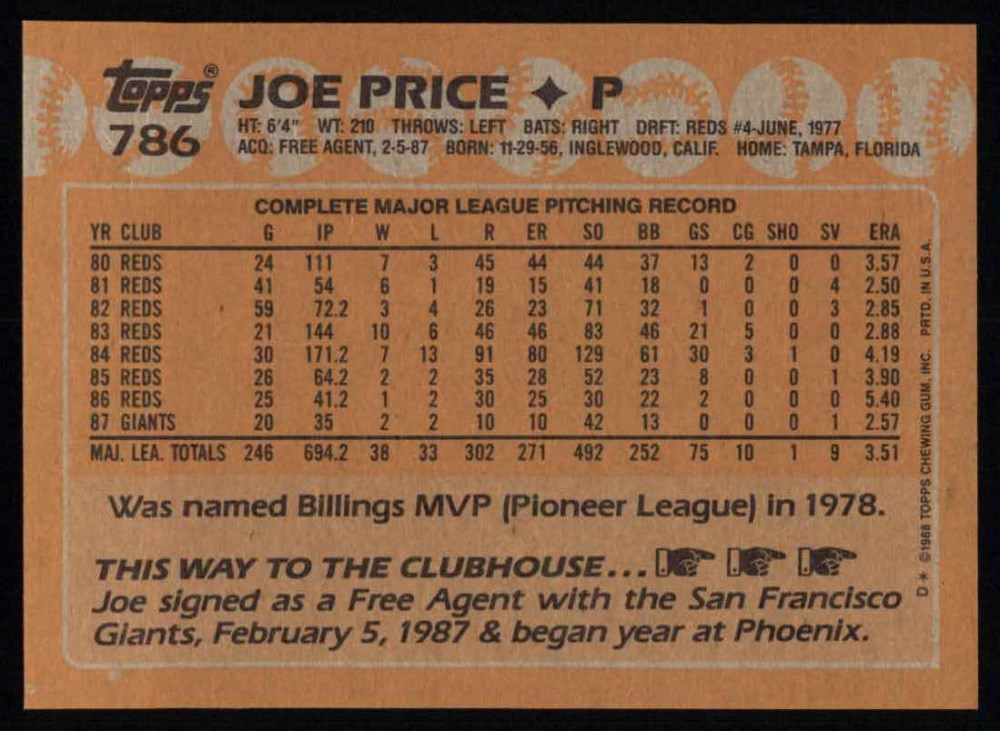 topps® JOE PRICE ✦ P
786 HT: 6'4" WT: 210 THROWS: LEFT BATS: RIGHT DRFT: REDS #4-JUNE, 1977
ACQ: FREE AGENT, 2-5-87 BORN: 11-29-56, INGLEWOOD, CALIF. HOME: TAMPA, FLORIDA
COMPLETE MAJOR LEAGUE PITCHING RECORD
YR CLUB G IP W L R ER SO BB GS CG SHO SV ERA
80 REDS 24 111 7 3 45 44 44 37 13 2 0 0 3.57
81 REDS 41 54 6 1 19 15 41 18 0 0 0 4 2.50
82 REDS 59 72.2 3 4 26 23 71 32 1 0 0 3 2.85
83 REDS 21 144 10 6 46 46 83 46 21 5 0 0 2.88
84 REDS 30 171.2 7 13 91 80 129 61 30 3 1 0 4.19
85 REDS 26 64.2 2 2 35 28 52 23 8 0 0 1 3.90
86 REDS 25 41.2 1 2 30 25 30 22 2 0 0 0 5.40
87 GIANTS 20 35 2 2 10 10 42 13 0 0 0 1 2.57
MAJ. LEA. TOTALS 246 694.2 38 33 302 271 492 252 75 10 1 9 3.51
Was named Billings MVP (Pioneer League) in 1978.
THIS WAY TO THE CLUBHOUSE...
Joe signed as a Free Agent with the San Francisco
Giants, February 5, 1987 & began year at Phoenix.
D* ©1988 TOPPS CHEWING GUM, INC. PRTD. IN U.S.A.